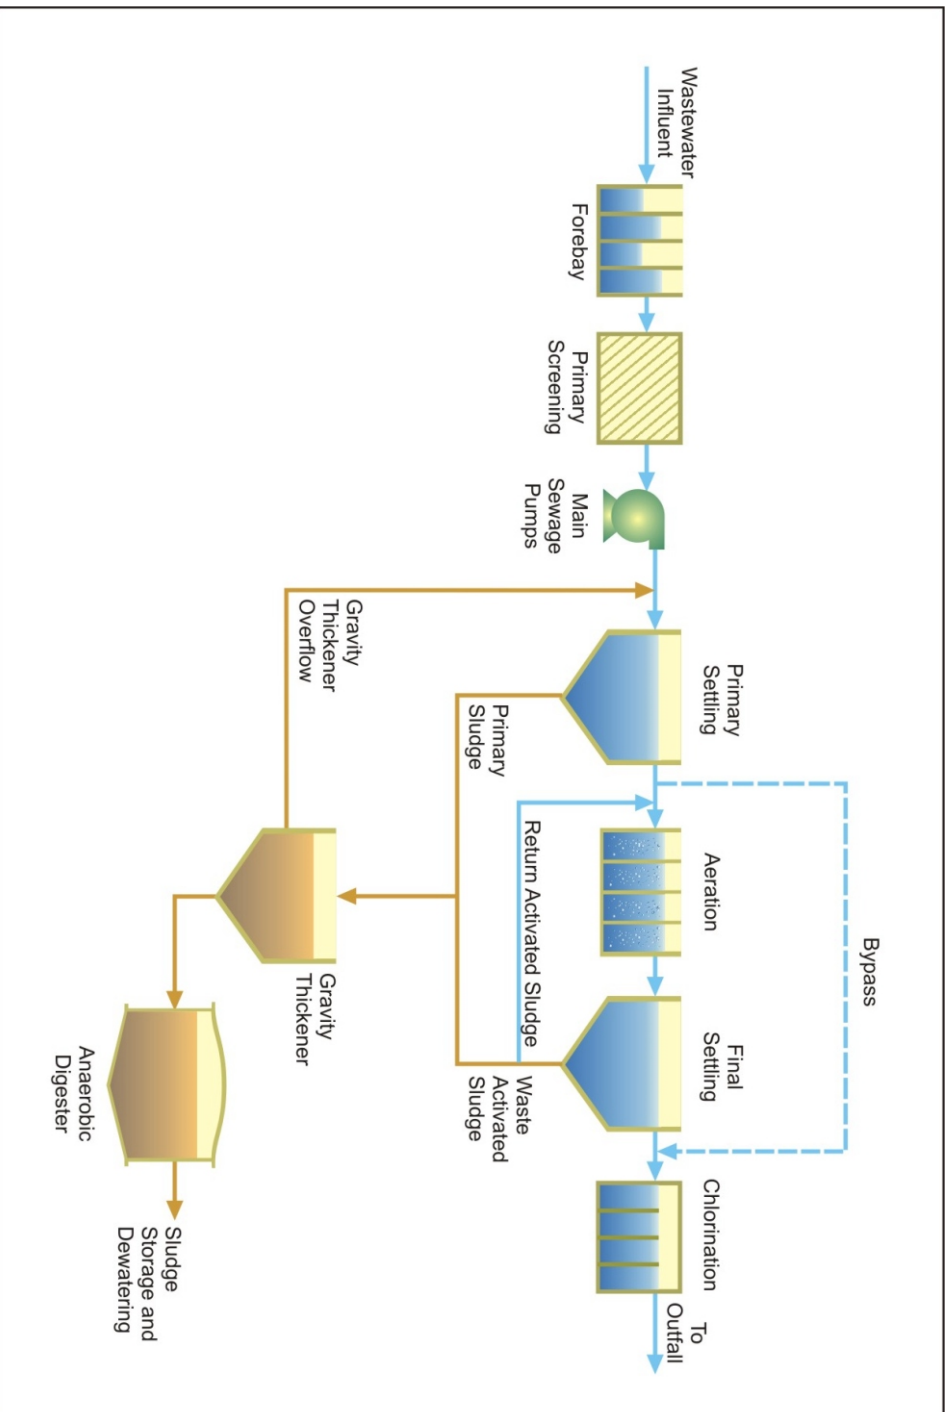 Wastewater
Influent
Forebay
Primary
Screening
Main
Sewage
Pumps
Primary
Settling
Aeration
Final
Settling
Chlorination
To
Outfall
Bypass
Return Activated Sludge
Primary
Sludge
Waste
Activated
Sludge
Gravity
Thickener
Overflow
Gravity
Thickener
Anaerobic
Digester
Sludge
Storage and
Dewatering